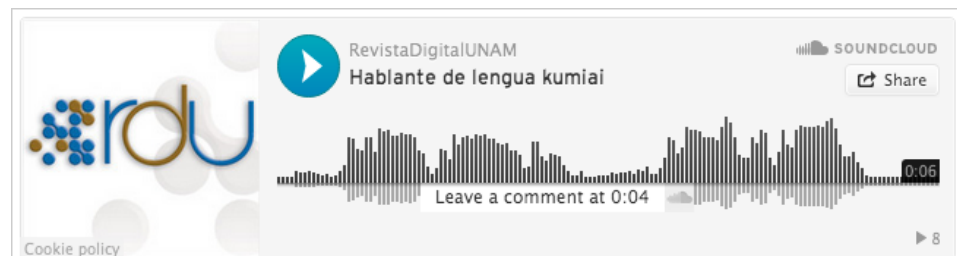 rdu
RevistaDigitalUNAM
SOUNDCLOUD
Hablante de lengua kumiai
Share
0:06
Leave a comment at 0:04
8
Cookie policy